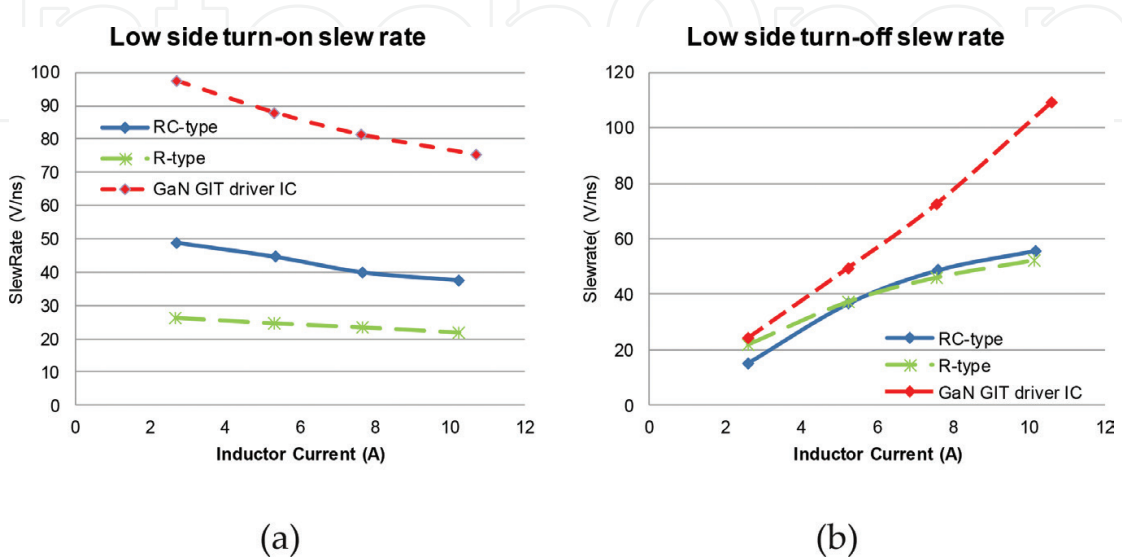 Low side turn-on slew rate
100
90
80
70
60
50
40
30
20
10
0
SlewRate (V/ns)
RC-type
R-type
GaN GIT driver IC
0 2 4 6 8 10 12
Inductor Current (A)
(a)
Low side turn-off slew rate
120
100
80
60
40
20
0
Slewrate( (V/ns)
RC-type
R-type
GaN GIT driver IC
0 2 4 6 8 10 12
Inductor Current (A)
(b)